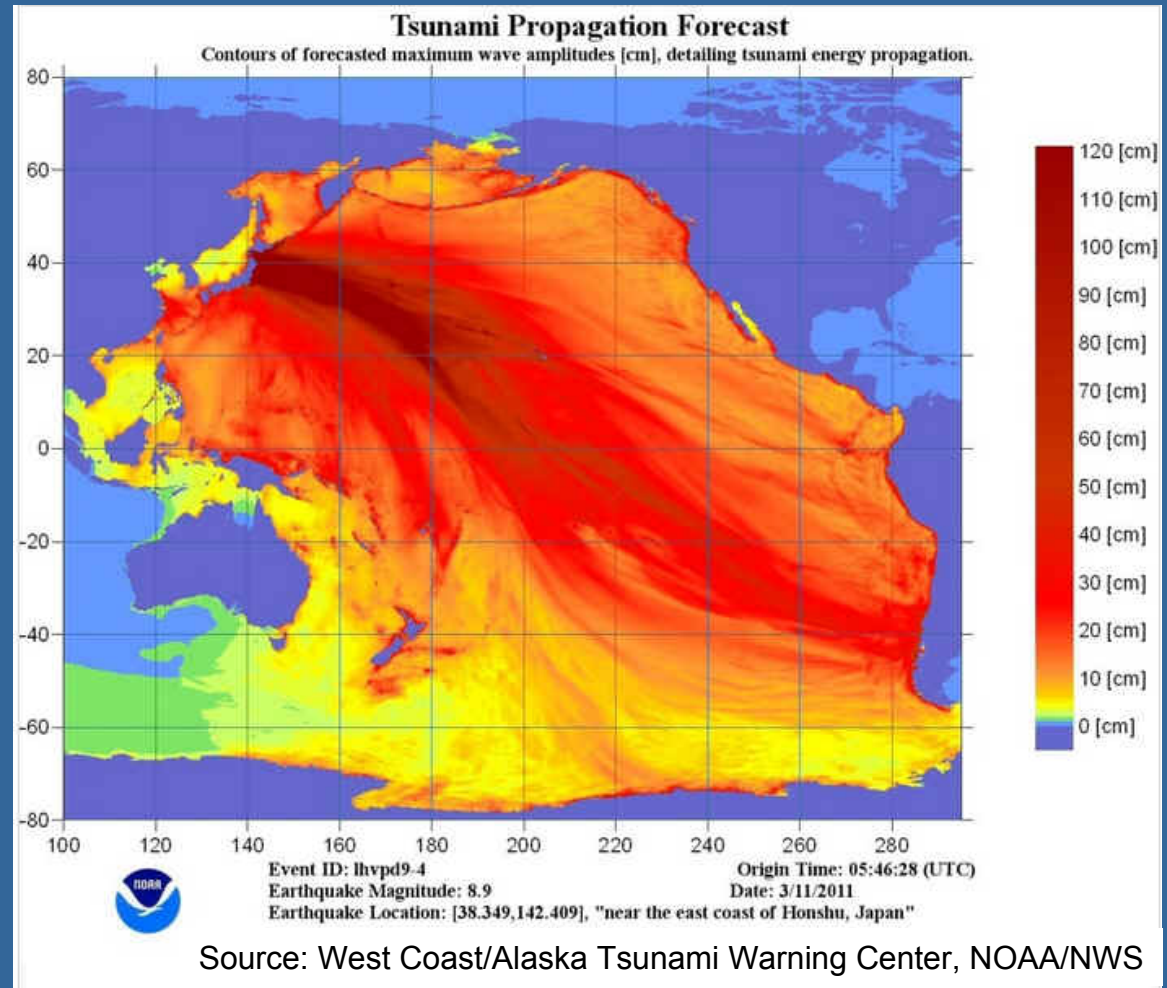 Tsunami Propagation Forecast
Contours of forecasted maximum wave amplitudes [cm], detailing tsunami energy propagation.
80
60
40
20
0
-20
-40
-60
-80
100 120 140 160 180 200 220 240 260 280
120 [cm]
110 [cm]
100 [cm]
90 [cm]
80 [cm]
70 [cm]
60 [cm]
50 [cm]
40 [cm]
30 [cm]
20 [cm]
10 [cm]
0 [cm]
NOAA
Event ID: lhvpd9-4 Origin Time: 05:46:28 (UTC)
Earthquake Magnitude: 8.9 Date: 3/11/2011
Earthquake Location: [38.349,142.409], "near the east coast of Honshu, Japan"
Source: West Coast/Alaska Tsunami Warning Center, NOAA/NWS